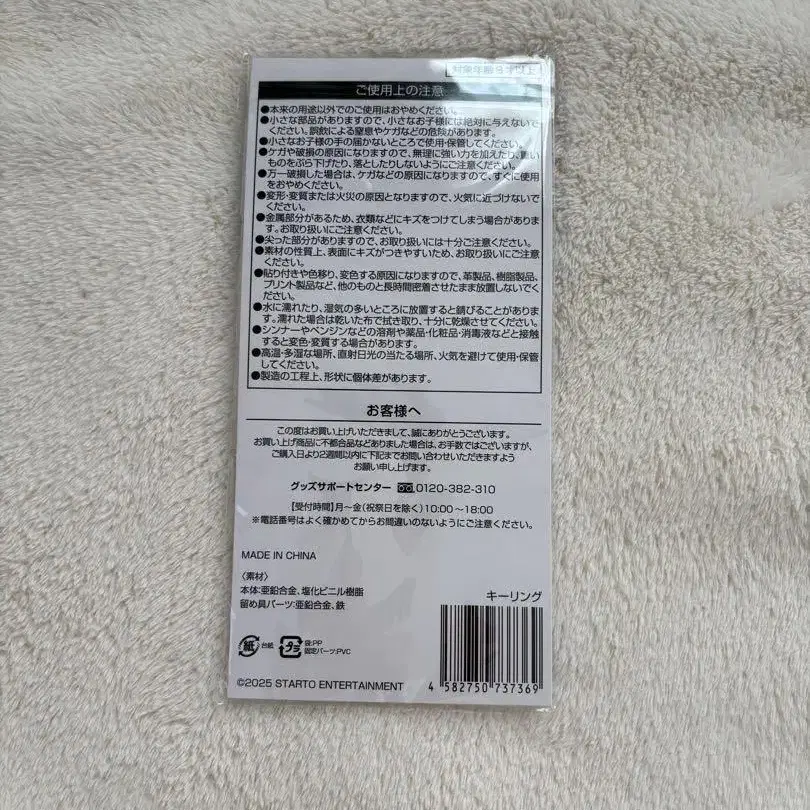 対象年齢8才以上
ご使用上の注意
●本来の用途以外でのご使用はおやめください。
●小さな部品がありますので、小さなお子様には絶対に与えないで
ください。誤飲による窒息やケガなどの危険があります。
●小さなお子様の手の届かないところで使用・保管してください。
●ケガや破損の原因になりますので、無理に強い力を加えたり、重い
ものをぶら下げたり、落としたりしないようにご注意ください。
●万一破損した場合は、ケガなどの原因になりますので、すぐに使用
をおやめください。
●変形・変質または火災の原因となりますので、火気に近づけないで
ください。
●金属部分があるため、衣類などにキズをつけてしまう場合がありま
す。お取り扱いにご注意ください。
●尖った部分がありますので、お取り扱いには十分ご注意ください。
●素材の性質上、表面にキズがつきやすいため、お取り扱いにご注意
ください。
●貼り付きや色移り、変色する原因になりますので、革製品、樹脂製品、
プリント製品など、他のものと長時間密着させたまま放置しないでく
ださい。
●水に濡れたり、湿気の多いところに放置すると錆びることがありま
す。濡れた場合は乾いた布で拭き取り、十分に乾燥させてください。
●シンナーやベンジンなどの溶剤や薬品・化粧品・消毒液などと接触
すると変色・変質する場合があります。
●高温・多湿な場所、直射日光の当たる場所、火気を避けて使用・保管
してください。
●製造の工程上、形状に個体差があります。
お客様へ
この度はお買い上げいただきまして、誠にありがとうございます。
お買い上げ商品に不都合品などありました場合は、お手数ではございますが、
ご購入日より2週間以内に下記までお問い合わせいただきますよう
お願い申し上げます。
グッズサポートセンター 0120-382-310
【受付時間】月～金(祝祭日を除く)10:00～18:00
※電話番号はよく確かめてからお間違いのないようにご注意ください。
MADE IN CHINA
〈素材〉
本体:亜鉛合金、塩化ビニル樹脂
留め具パーツ:亜鉛合金、鉄
キーリング
紙 台紙 プラ 袋:PP
固定パーツ:PVC
©2025 STARTO ENTERTAINMENT
4 582750 737369